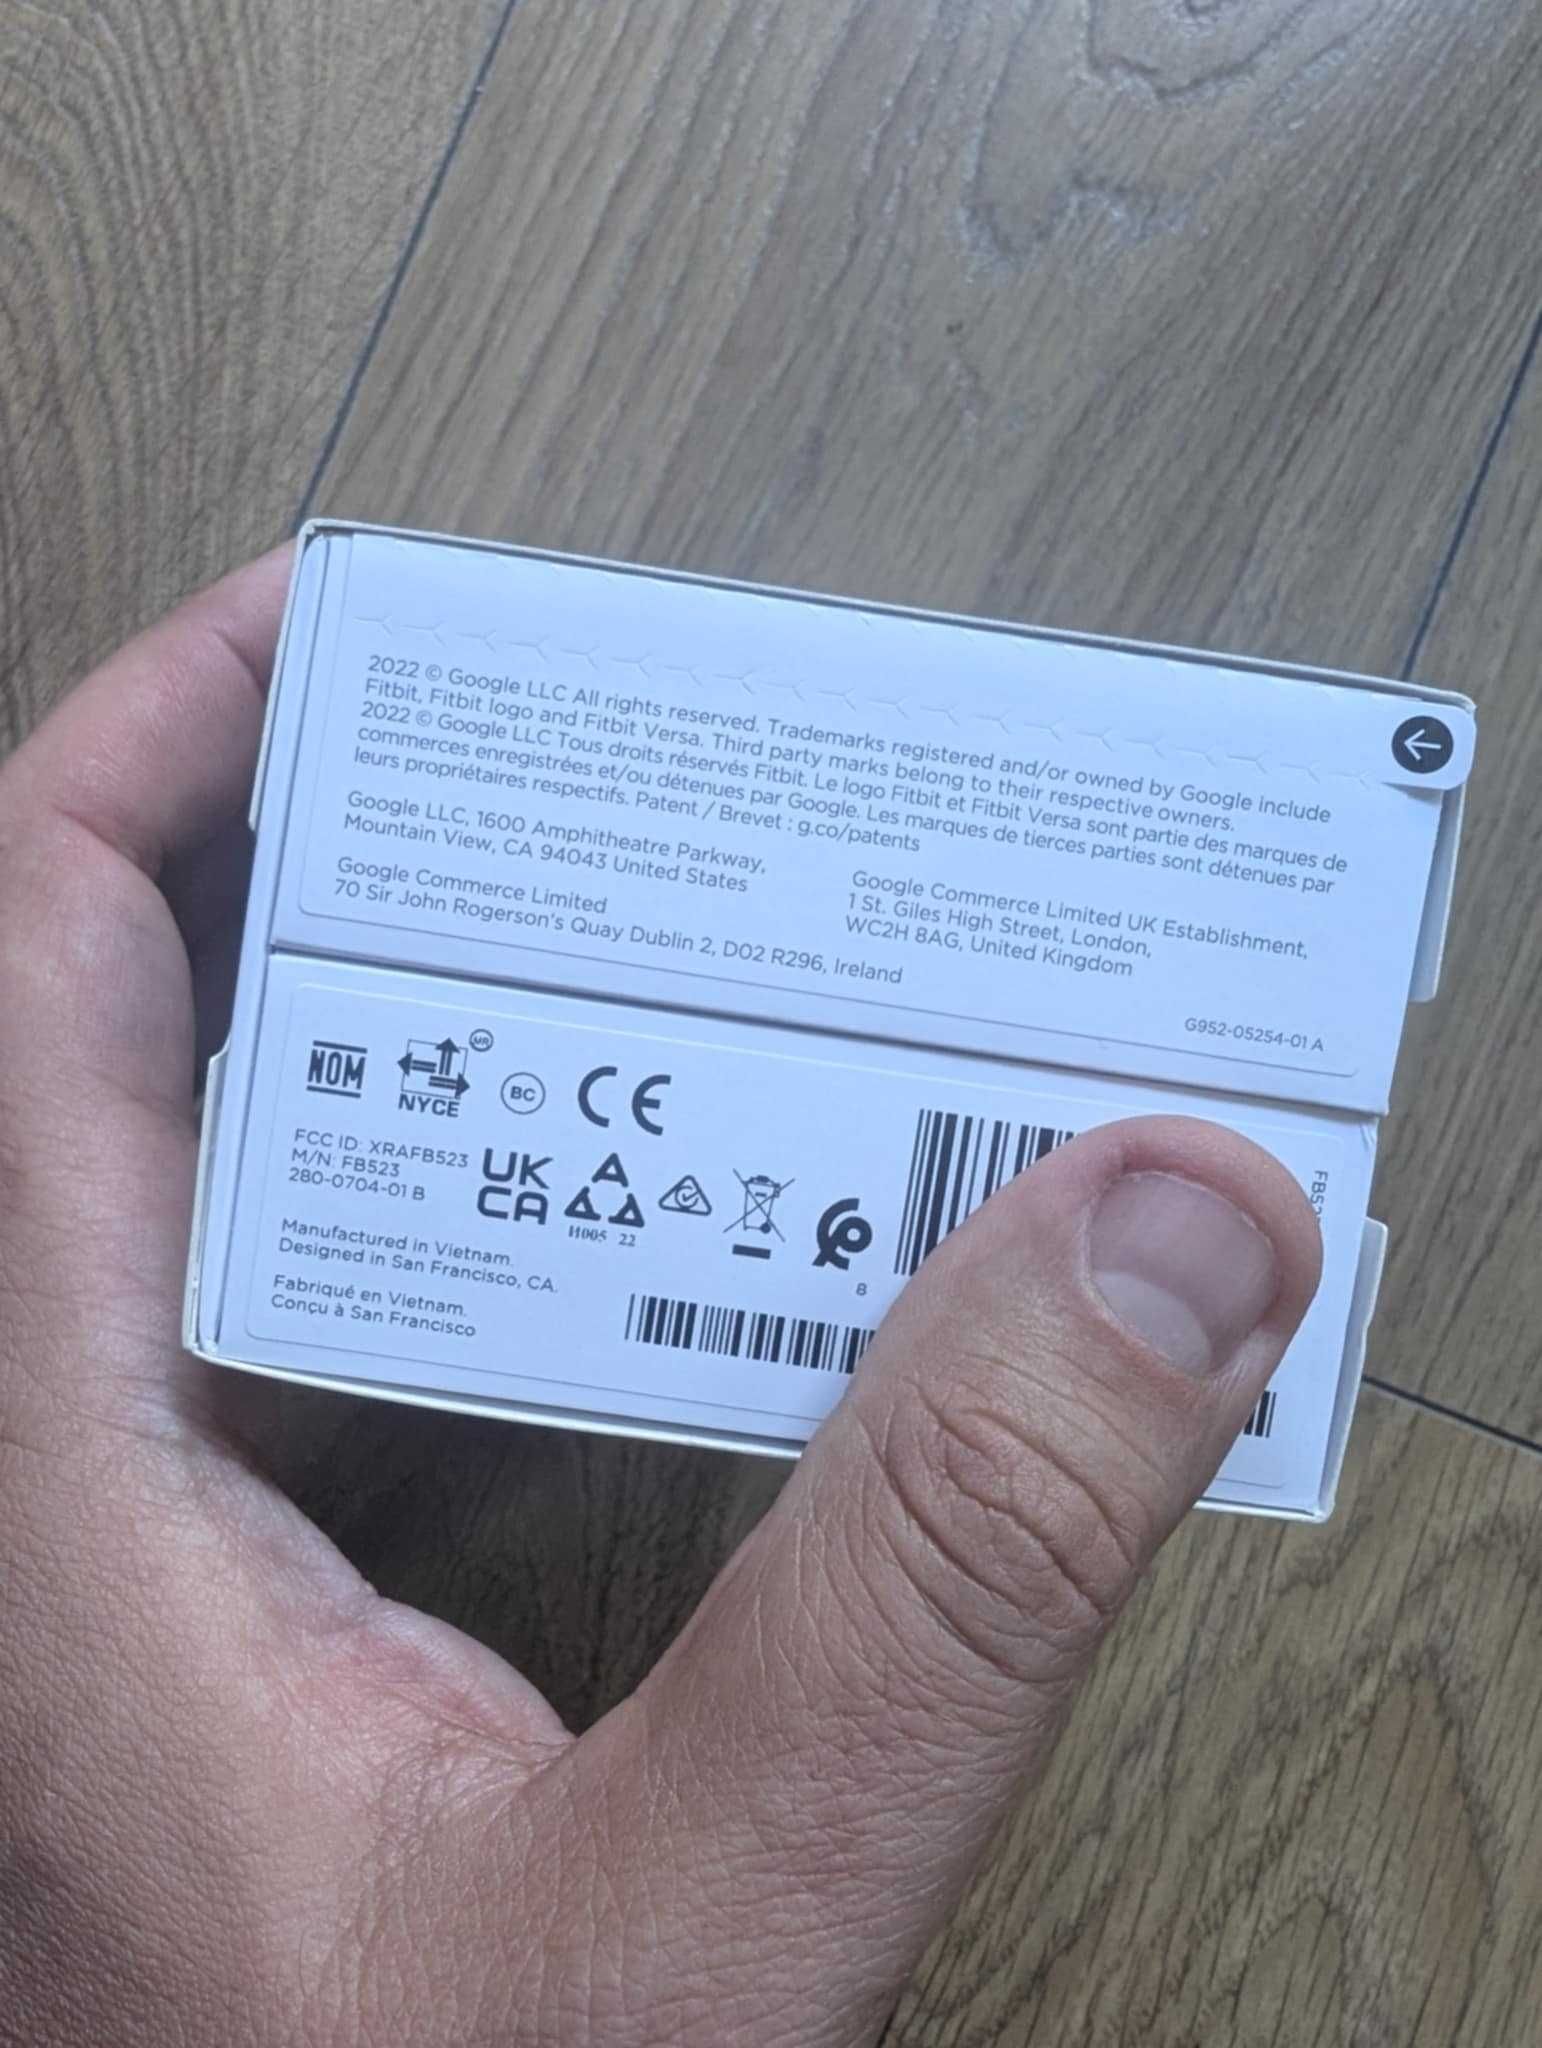 2022 © Google LLC All rights reserved. Trademarks registered and/or owned by Google include
Fitbit, Fitbit logo and Fitbit Versa. Third party marks belong to their respective owners.
2022 © Google LLC Tous droits réservés Fitbit. Le logo Fitbit et Fitbit Versa sont partie des marques de
commerces enregistrées et/ou détenues par Google. Les marques de tierces parties sont détenues par
leurs propriétaires respectifs. Patent / Brevet : g.co/patents
Google LLC, 1600 Amphitheatre Parkway,
Mountain View, CA 94043 United States
Google Commerce Limited
70 Sir John Rogerson's Quay Dublin 2, D02 R296, Ireland
Google Commerce Limited UK Establishment,
1 St. Giles High Street, London,
WC2H 8AG, United Kingdom
G952-05254-01 A
NOM
NYCE
MR
BC
CE
FCC ID: XRAFB523
M/N: FB523
280-0704-01 B
UK
CA
A
A A
H005 22
8
Manufactured in Vietnam.
Designed in San Francisco, CA.
Fabriqué en Vietnam.
Conçu à San Francisco